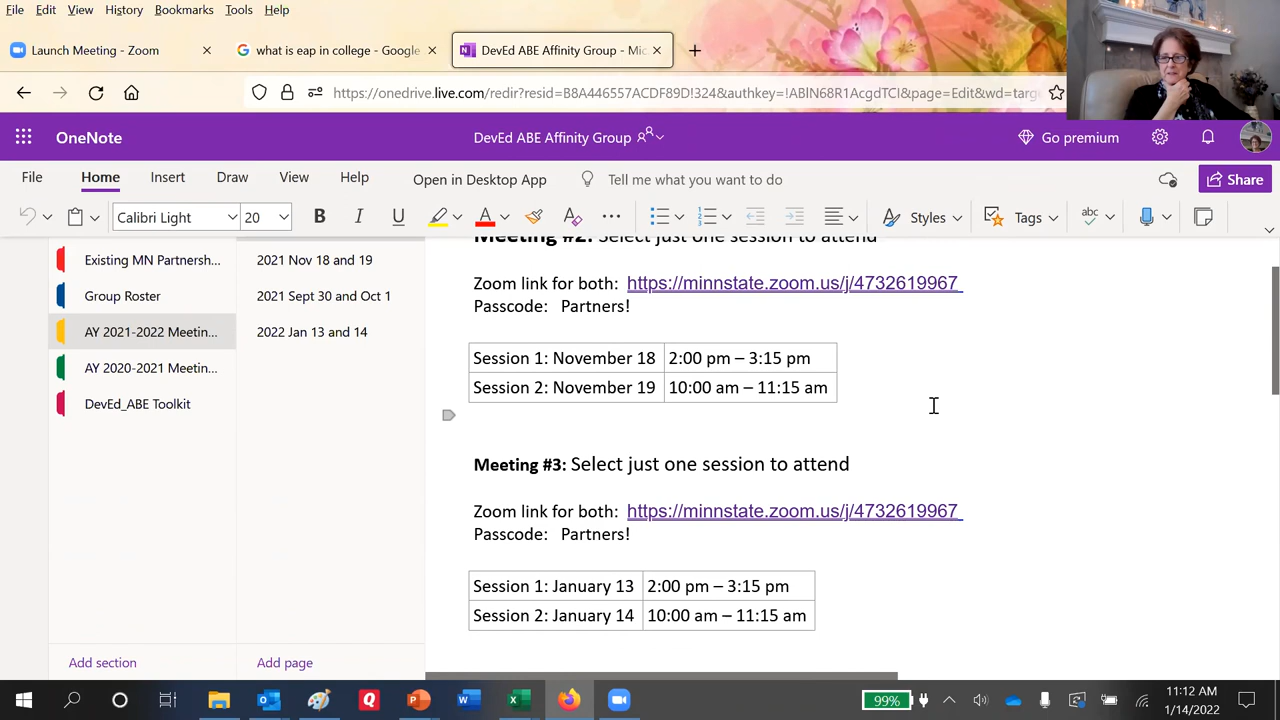 File Edit View History Bookmarks Tools Help
Launch Meeting - Zoom
what is eap in college - Google
DevEd ABE Affinity Group - Mic
https://onedrive.live.com/redir?resid=B8A446557ACDF89D!324&authkey=!ABlN68R1AcgdTCI&page=Edit&wd=targ
OneNote
DevEd ABE Affinity Group
Go premium
File Home Insert Draw View Help Open in Desktop App Tell me what you want to do Share
Calibri Light 20 B I U A A Styles Tags abc
Existing MN Partnersh...
Group Roster
AY 2021-2022 Meetin...
AY 2020-2021 Meetin...
DevEd_ABE Toolkit
Add section
2021 Nov 18 and 19
2021 Sept 30 and Oct 1
2022 Jan 13 and 14
Add page
Meeting #2: Select just one session to attend
Zoom link for both: https://minnstate.zoom.us/j/4732619967
Passcode: Partners!
Session 1: November 18 2:00 pm – 3:15 pm
Session 2: November 19 10:00 am – 11:15 am
Meeting #3: Select just one session to attend
Zoom link for both: https://minnstate.zoom.us/j/4732619967
Passcode: Partners!
Session 1: January 13 2:00 pm – 3:15 pm
Session 2: January 14 10:00 am – 11:15 am
99%
11:12 AM
1/14/2022